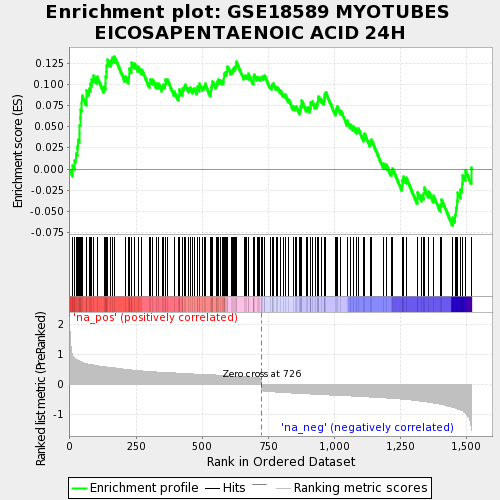 Enrichment plot: GSE18589 MYOTUBES
EICOSAPENTAENOIC ACID 24H
Enrichment score (ES)
0.125
0.100
0.075
0.050
0.025
0.000
-0.025
-0.050
-0.075
'na_pos' (positively correlated)
Ranked list metric (PreRanked)
2
1
0
-1
Zero cross at 726
'na_neg' (negatively correlated)
0
250
500
750
1,000
1,250
1,500
Rank in Ordered Dataset
Enrichment profile
Hits
Ranking metric scores